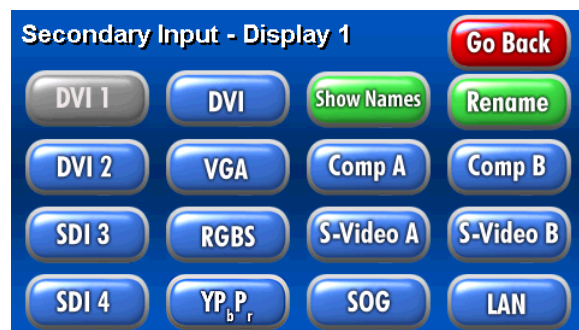 Secondary Input - Display 1
Go Back
DVI 1
DVI
Show Names
Rename
DVI 2
VGA
Comp A
Comp B
SDI 3
RGBS
S-Video A
S-Video B
SDI 4
YPbPr
SOG
LAN